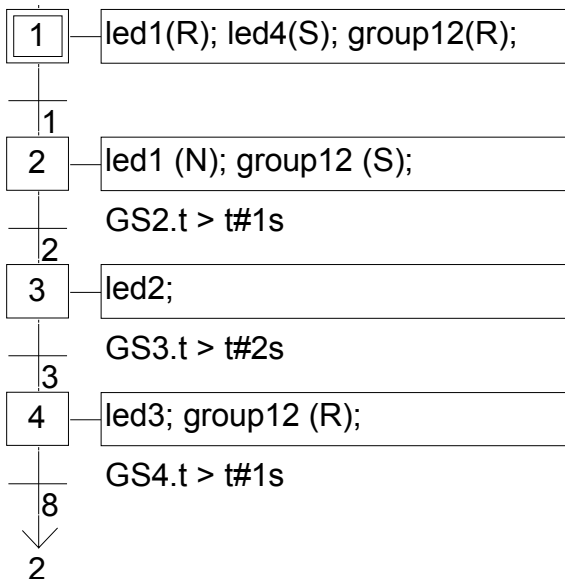 1 led1(R); led4(S); group12(R);
1
2 led1 (N); group12 (S);
GS2.t > t#1s
2
3 led2;
GS3.t > t#2s
3
4 led3; group12 (R);
GS4.t > t#1s
8
2